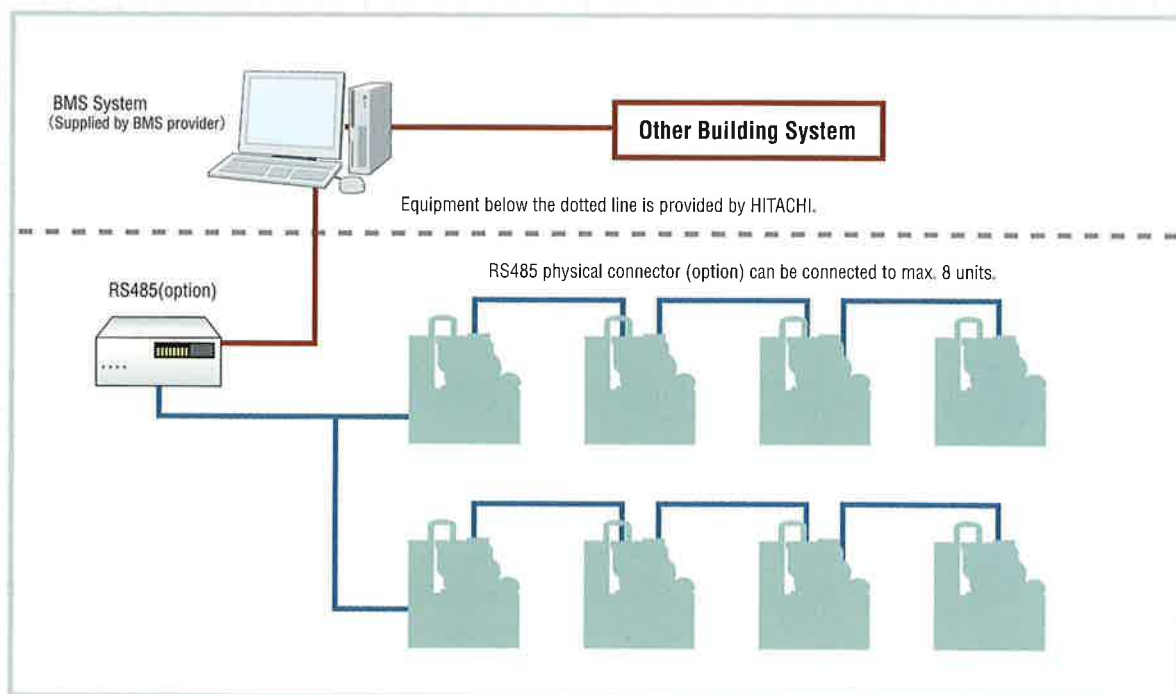 BMS System
(Supplied by BMS provider)
Other Building System
Equipment below the dotted line is provided by HITACHI.
RS485 physical connector (option) can be connected to max. 8 units.
RS485(option)